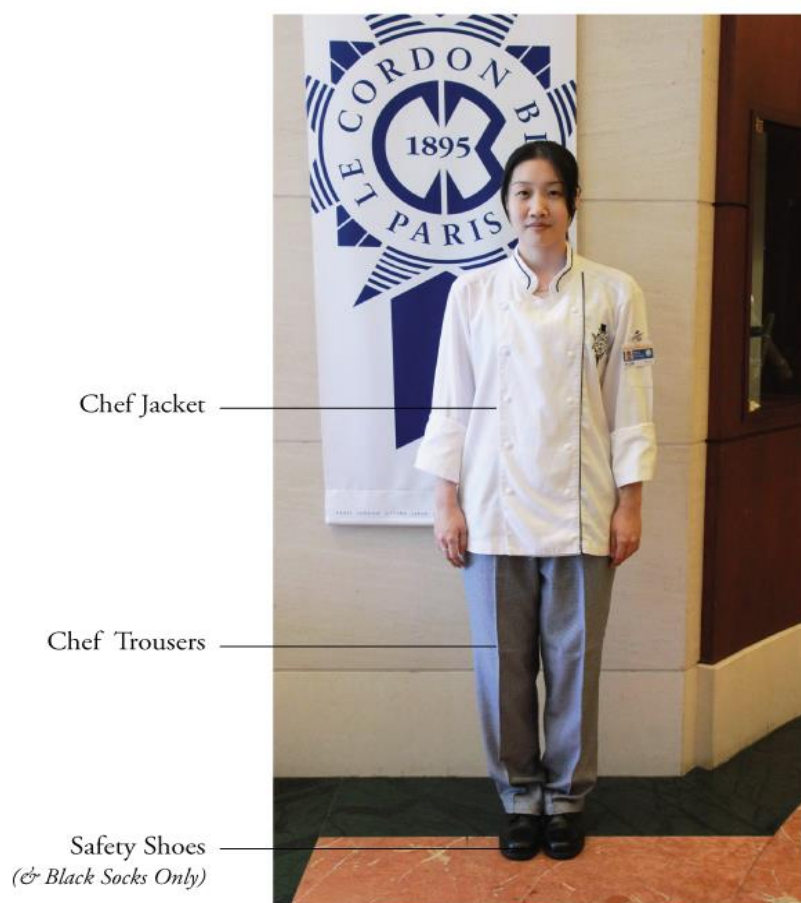 LE CORDON
PARIS
1895
Chef Jacket
Chef Trousers
Safety Shoes
(& Black Socks Only)